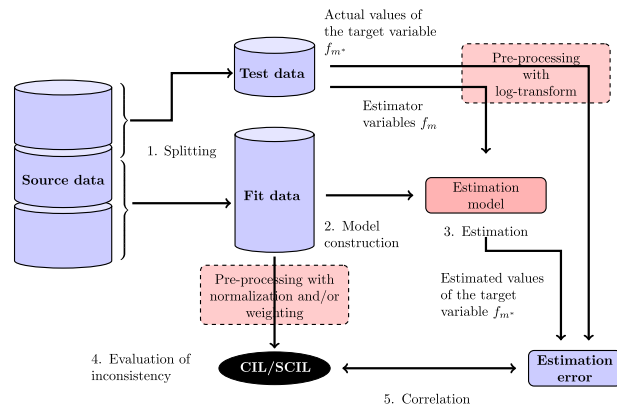 Actual values of
the target variable
f_{m*}
Test data
Pre-processing
with
log-transform
Estimator
variables f_m
1. Splitting
Source data
Fit data
Estimation
model
2. Model
construction
3. Estimation
Pre-processing with
normalization and/or
weighting
Estimated values
of the target
variable f_{m*}
4. Evaluation of
inconsistency
CIL/SCIL
Estimation
error
5. Correlation